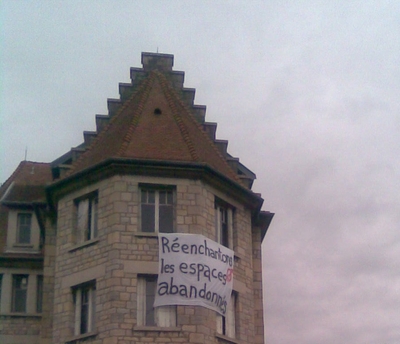 Réenchantons
les espaces
abandonnés